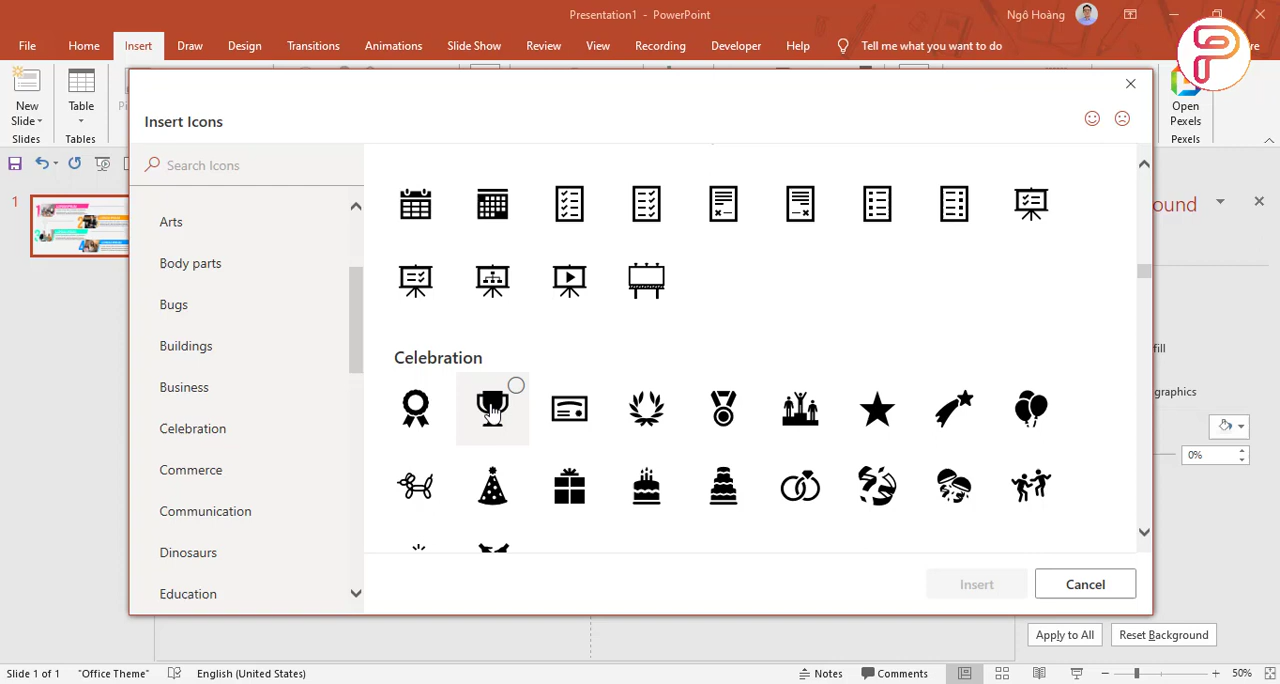 Presentation1 - PowerPoint
Ngô Hoàng
File Home Insert Draw Design Transitions Animations Slide Show Review View Recording Developer Help Tell me what you want to do
New
Slide
Table
Open
Pexels
Slides
Tables
Pexels
Insert Icons
Search Icons
Arts
Body parts
Bugs
Buildings
Business
Celebration
Commerce
Communication
Dinosaurs
Education
Celebration
1
ound
fill
graphics
0%
Insert
Cancel
Apply to All
Reset Background
Slide 1 of 1
"Office Theme"
English (United States)
Notes
Comments
50%